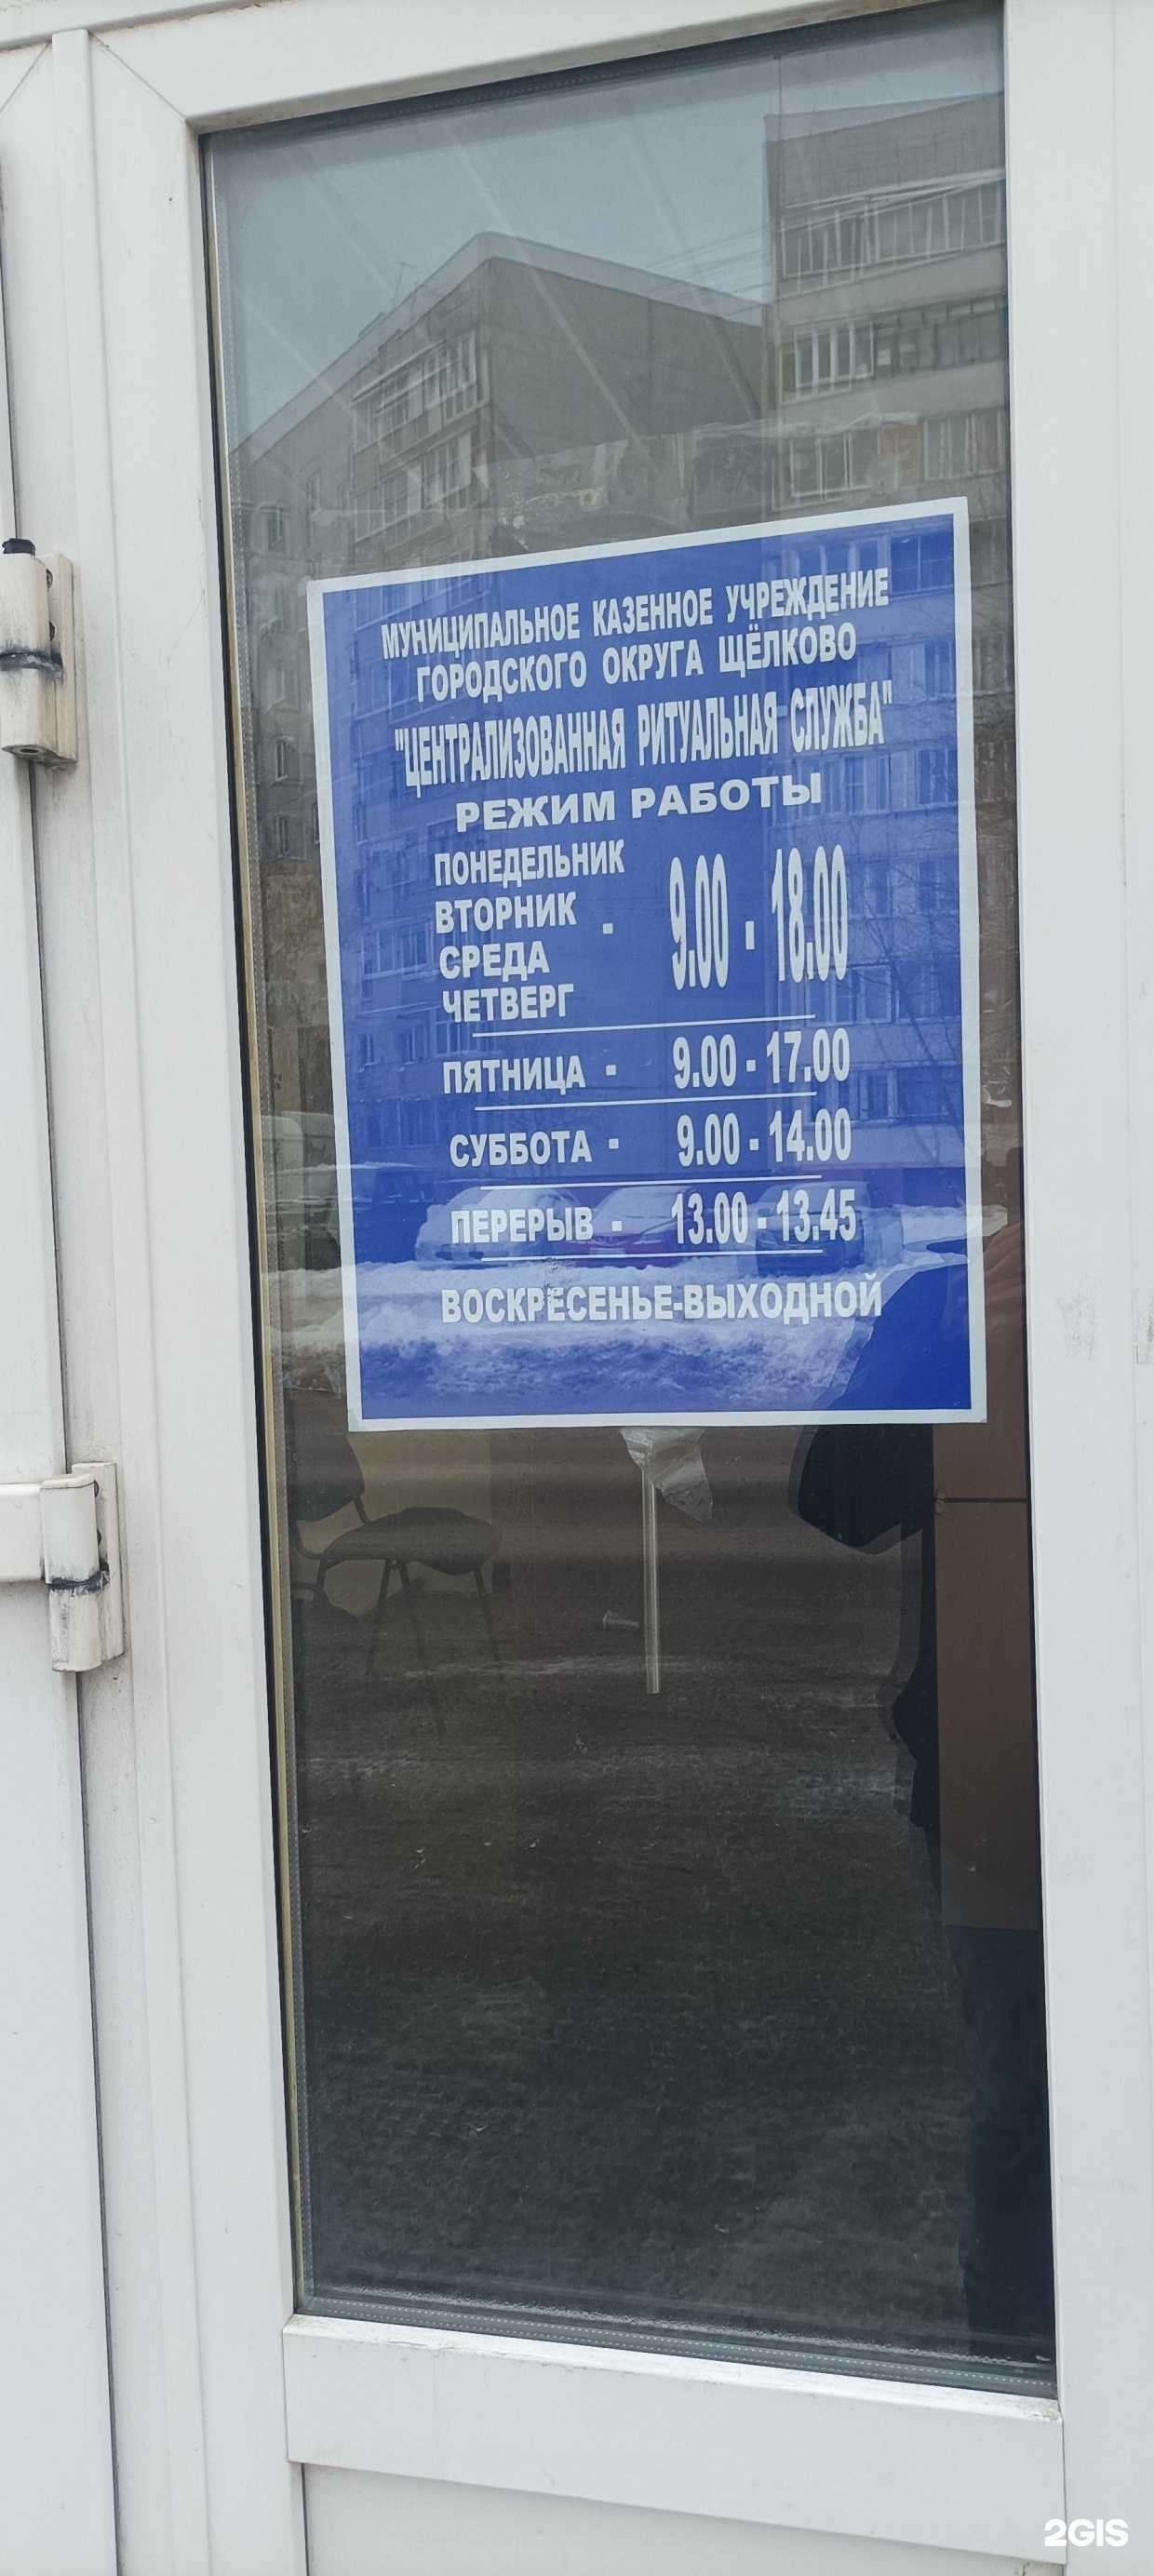 МУНИЦИПАЛЬНОЕ КАЗЕННОЕ УЧРЕЖДЕНИЕ
ГОРОДСКОГО ОКРУГА ЩЁЛКОВО
"ЦЕНТРАЛИЗОВАННАЯ РИТУАЛЬНАЯ СЛУЖБА"
РЕЖИМ РАБОТЫ
ПОНЕДЕЛЬНИК
ВТОРНИК
СРЕДА
ЧЕТВЕРГ
- 9.00 - 18.00
ПЯТНИЦА - 9.00 - 17.00
СУББОТА - 9.00 - 14.00
ПЕРЕРЫВ - 13.00 - 13.45
ВОСКРЕСЕНЬЕ-ВЫХОДНОЙ
2GIS